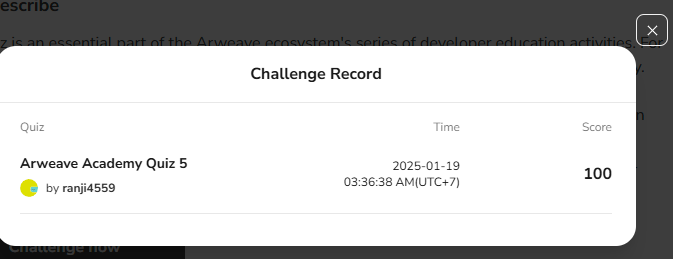 escribe
z is an essential part of the Arweave ecosystem's series of developer education activities. For
y.
Challenge Record
n
Quiz Time Score
Arweave Academy Quiz 5
by ranji4559
2025-01-19
03:36:38 AM(UTC+7)
100
Challenge now